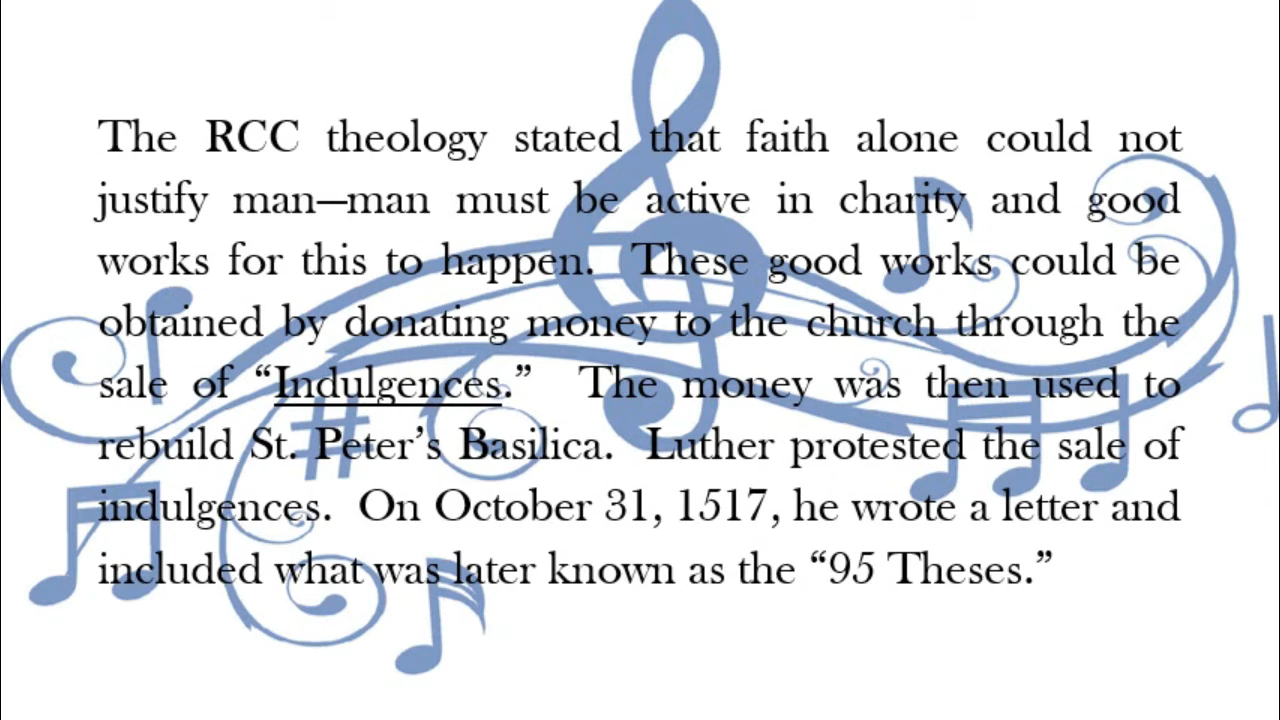 The RCC theology stated that faith alone could not
justify man—man must be active in charity and good
works for this to happen. These good works could be
obtained by donating money to the church through the
sale of “Indulgences.” The money was then used to
rebuild St. Peter’s Basilica. Luther protested the sale of
indulgences. On October 31, 1517, he wrote a letter and
included what was later known as the “95 Theses.”